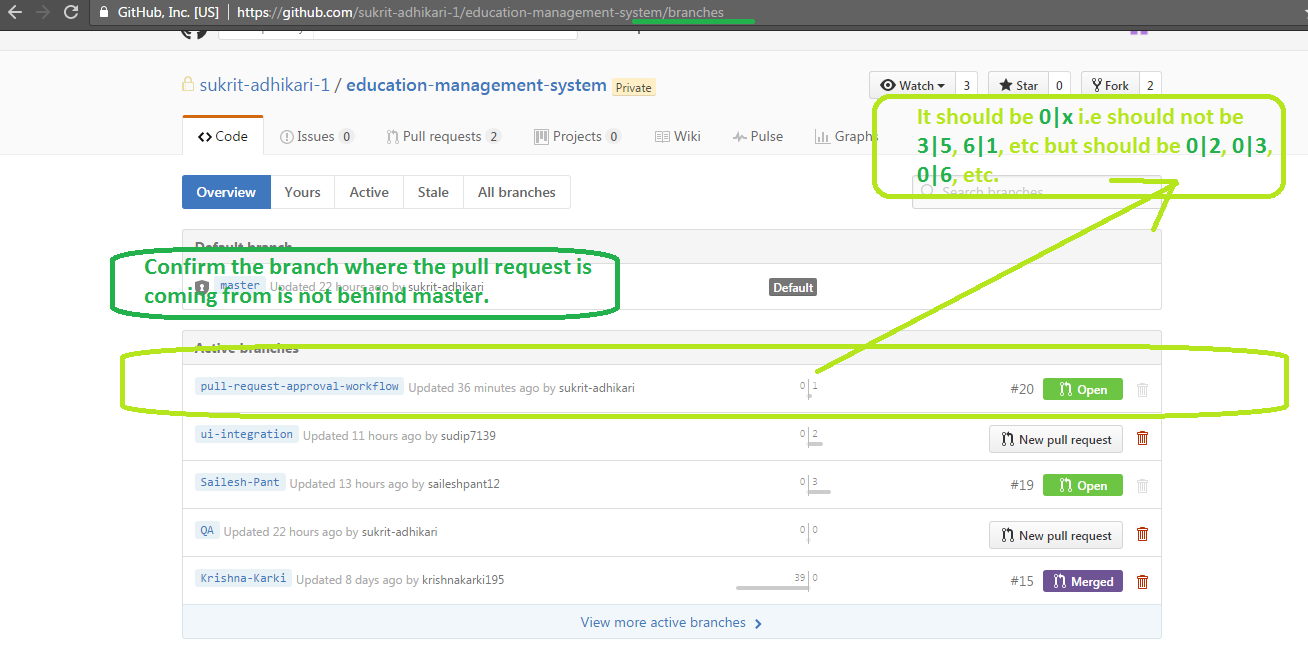 GitHub, Inc. [US] | https://github.com/sukrit-adhikari-1/education-management-system/branches
sukrit-adhikari-1 / education-management-system Private
Watch 3 Star 0 Fork 2
Code Issues 0 Pull requests 2 Projects 0 Wiki Pulse Graphs
It should be 0|x i.e should not be
3|5, 6|1, etc but should be 0|2, 0|3,
0|6, etc.
Overview Yours Active Stale All branches
Search branches
Default branch
Confirm the branch where the pull request is
coming from is not behind master.
master Updated 22 hours ago by sukrit-adhikari Default
Active branches
pull-request-approval-workflow Updated 36 minutes ago by sukrit-adhikari 0 1 #20 Open
ui-integration Updated 11 hours ago by sudip7139 0 2 New pull request
Sailesh-Pant Updated 13 hours ago by saileshpant12 0 3 #19 Open
QA Updated 22 hours ago by sukrit-adhikari 0 0 New pull request
Krishna-Karki Updated 8 days ago by krishnakarki195 39 0 #15 Merged
View more active branches